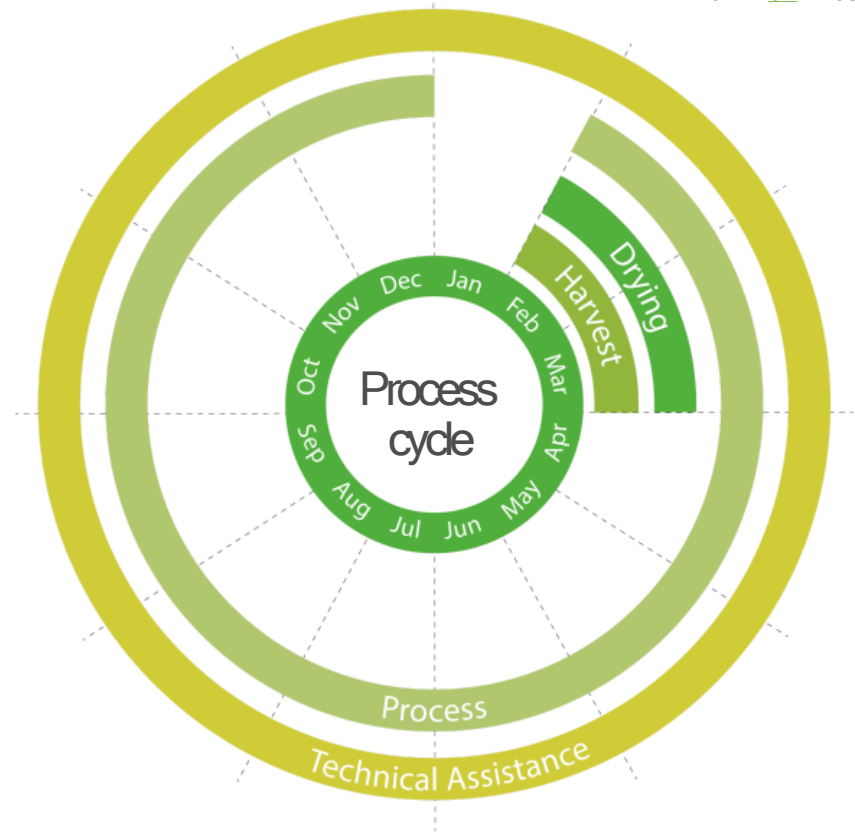 Process
cycle
Jan
Feb
Mar
Apr
May
Jun
Jul
Aug
Sep
Oct
Nov
Dec
Harvest
Drying
Process
Technical Assistance